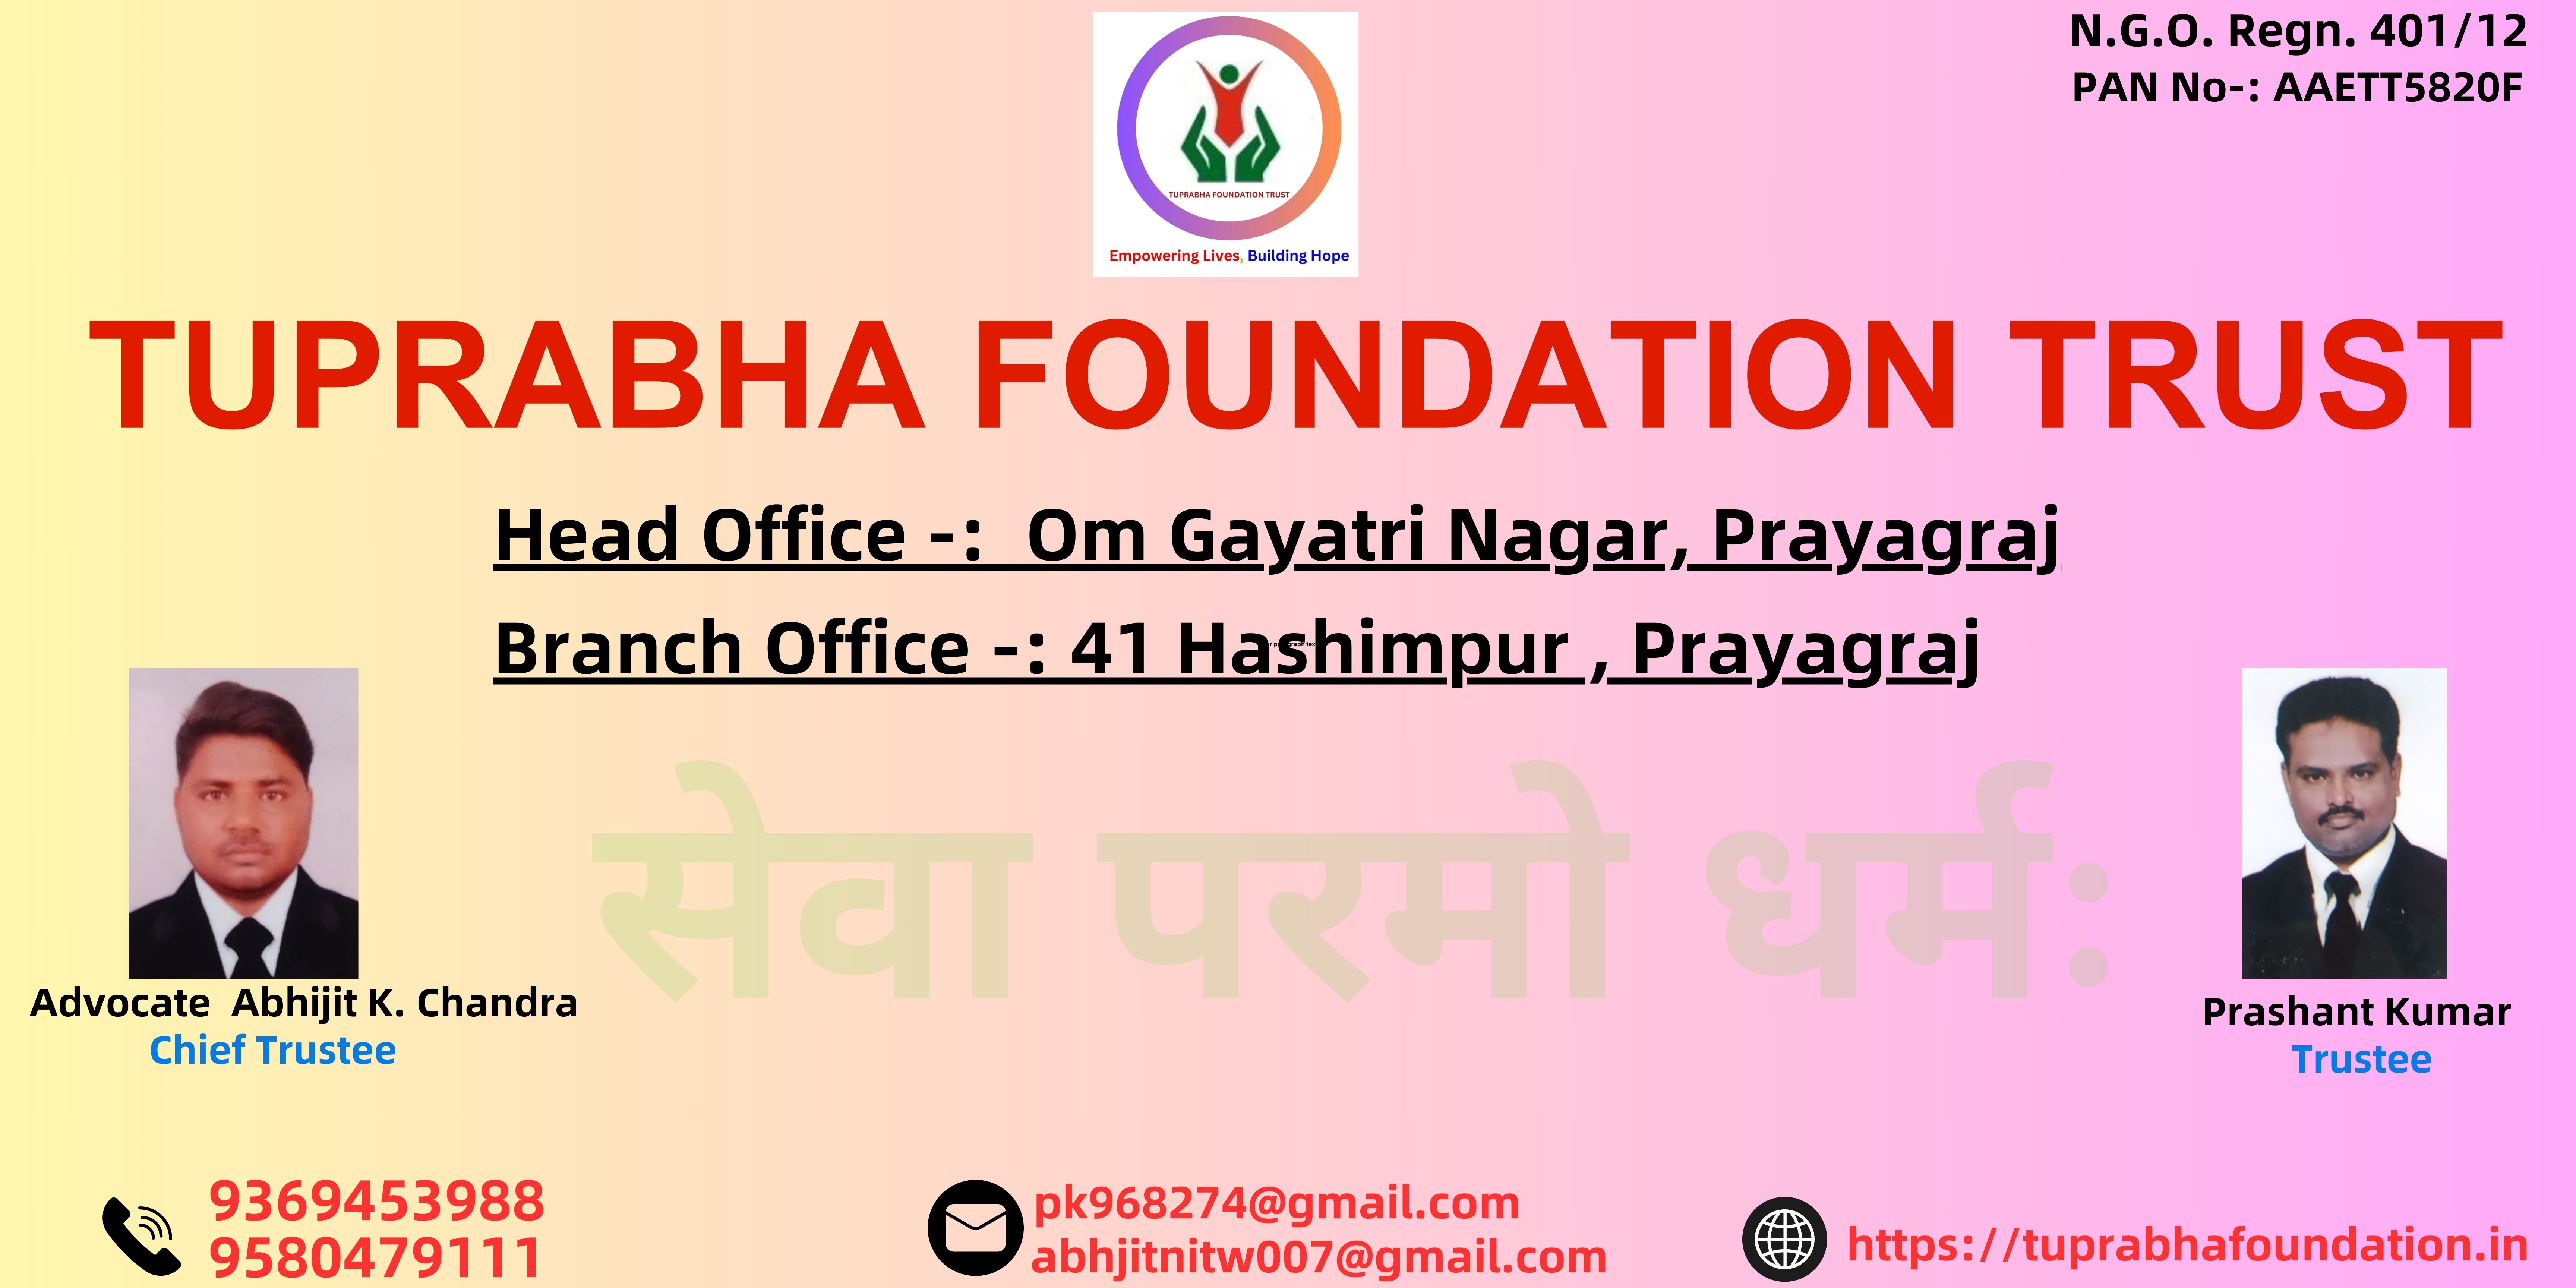 N.G.O. Regn. 401/12
PAN No-: AAETT5820F
TUPRABHA FOUNDATION TRUST
Empowering Lives, Building Hope
TUPRABHA FOUNDATION TRUST
Head Office -: Om Gayatri Nagar, Prayagraj
Branch Office -: 41 Hashimpur , Prayagraj
सेवा परमो धर्म:
Advocate Abhijit K. Chandra
Chief Trustee
Prashant Kumar
Trustee
9369453988
9580479111
pk968274@gmail.com
abhjitnitw007@gmail.com
https://tuprabhafoundation.in